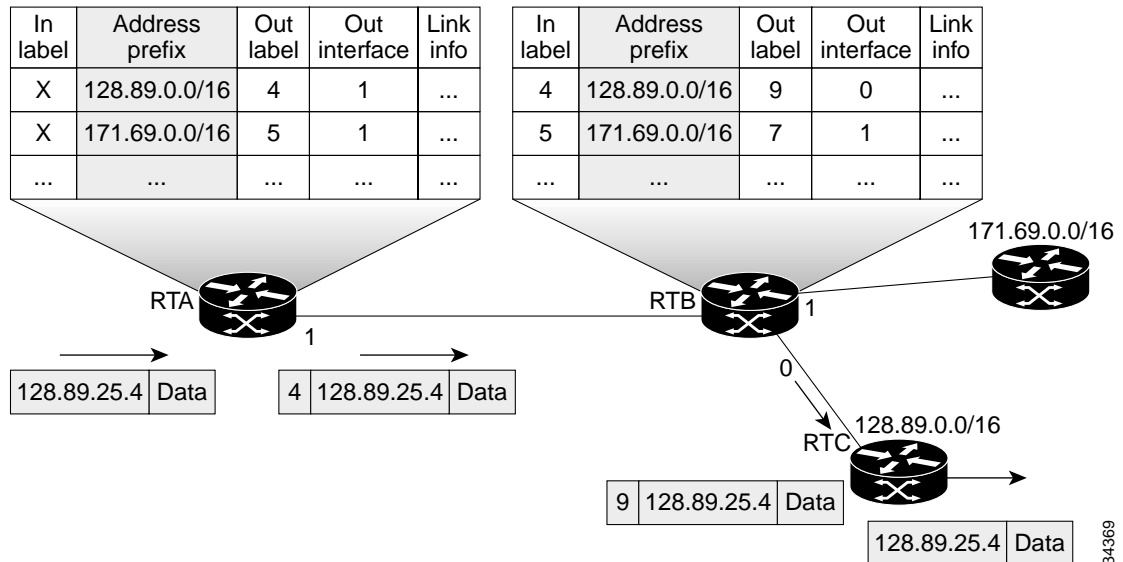 In label Address prefix Out label Out interface Link info
X 128.89.0.0/16 4 1 ...
X 171.69.0.0/16 5 1 ...
... ... ... ... ...
In label Address prefix Out label Out interface Link info
4 128.89.0.0/16 9 0 ...
5 171.69.0.0/16 7 1 ...
... ... ... ... ...
171.69.0.0/16
RTA
1
RTB
1
128.89.25.4 Data
4 128.89.25.4 Data
0
128.89.0.0/16
RTC
9 128.89.25.4 Data
128.89.25.4 Data